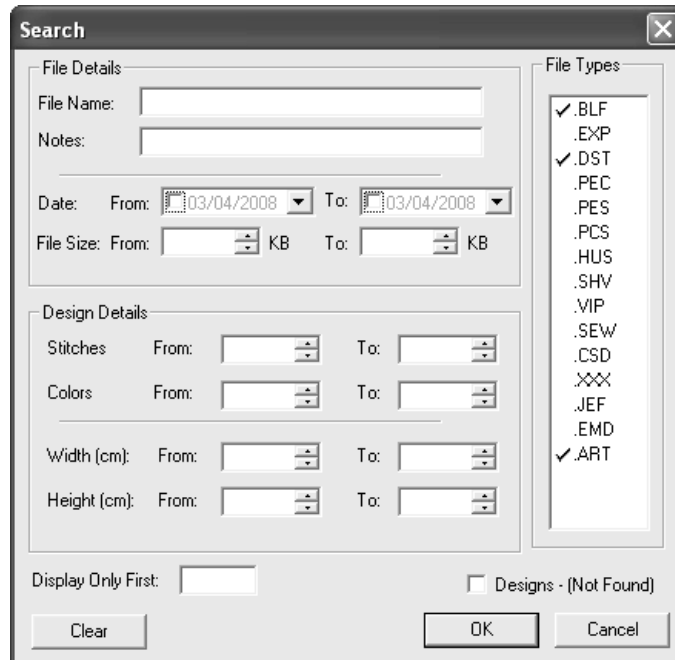 Search
File Details
File Name:
Notes:
Date: From: 03/04/2008 To: 03/04/2008
File Size: From: KB To: KB
Design Details
Stitches From: To:
Colors From: To:
Width (cm): From: To:
Height (cm): From: To:
File Types
.BLF
.EXP
.DST
.PEC
.PES
.PCS
.HUS
.SHV
.VIP
.SEW
.CSD
.XXX
.JEF
.EMD
.ART
Display Only First:
Designs - (Not Found)
Clear OK Cancel